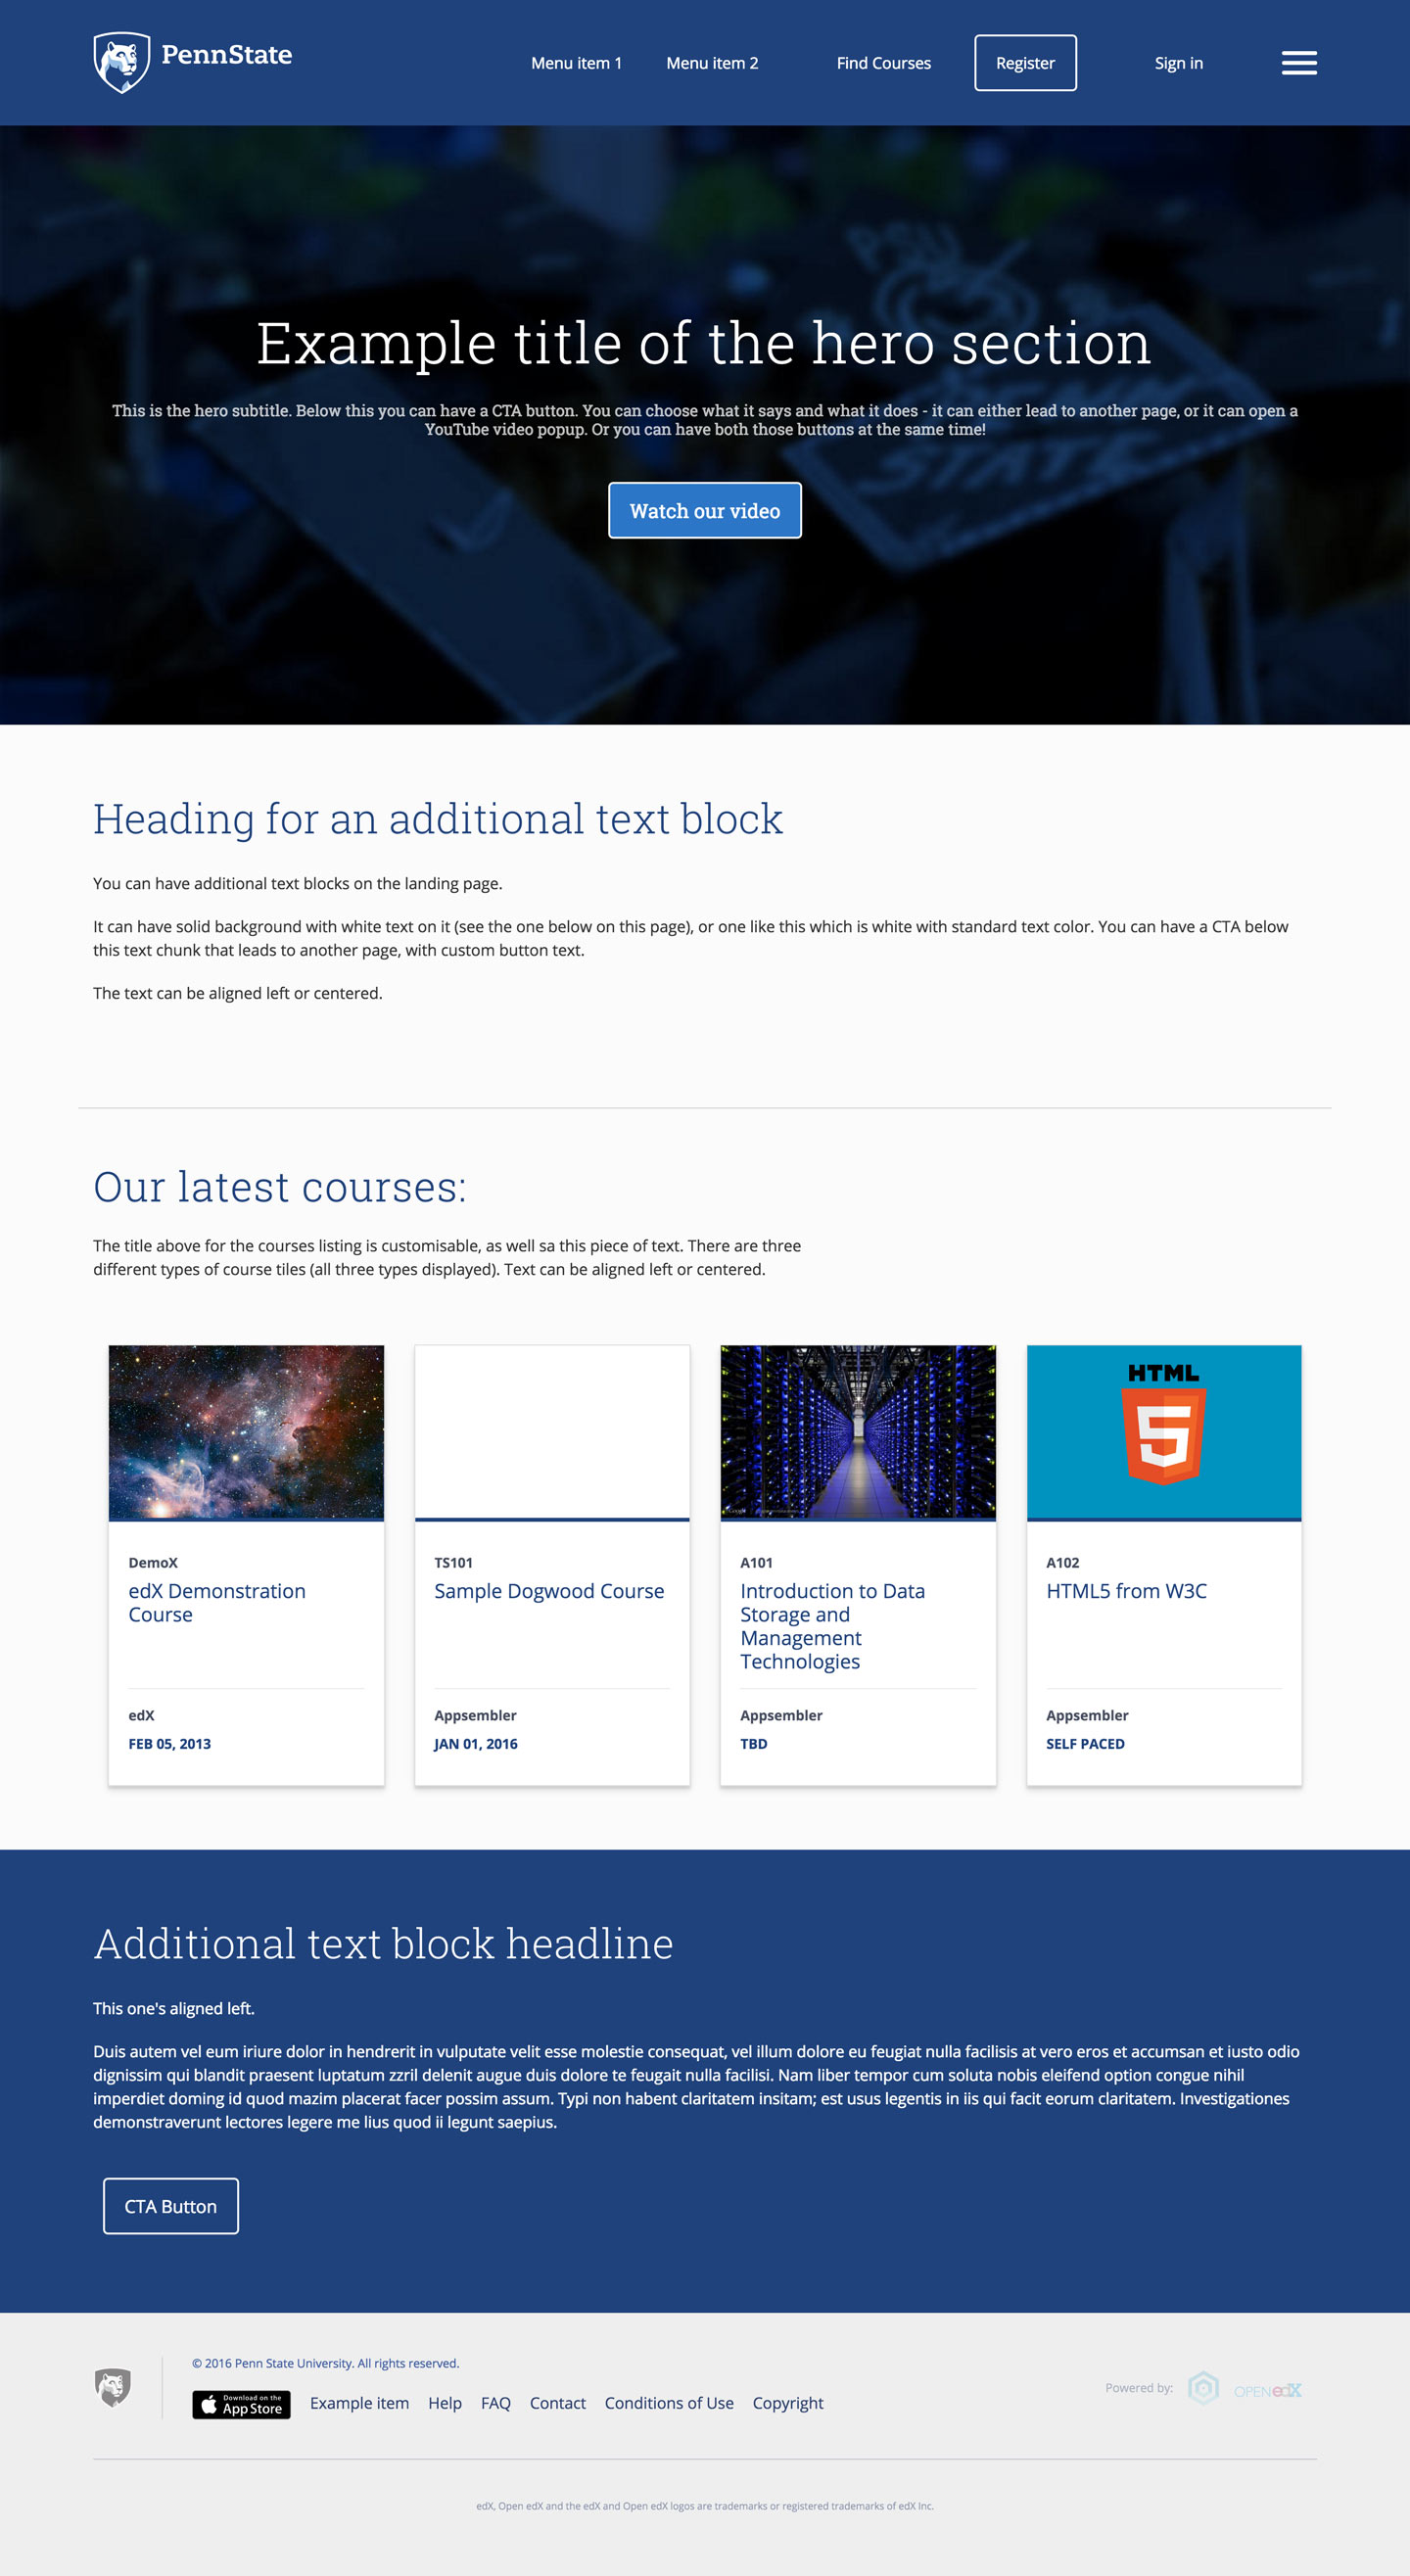 PennState
Menu item 1
Menu item 2
Find Courses
Register
Sign in
PSU
STATE
Example title of the hero section
This is the hero subtitle. Below this you can have a CTA button. You can choose what it says and what it does - it can either lead to another page, or it can open a
YouTube video popup. Or you can have both those buttons at the same time!
Watch our video
Heading for an additional text block
You can have additional text blocks on the landing page.
It can have solid background with white text on it (see the one below on this page), or one like this which is white with standard text color. You can have a CTA below
this text chunk that leads to another page, with custom button text.
The text can be aligned left or centered.
Our latest courses:
The title above for the courses listing is customisable, as well sa this piece of text. There are three
different types of course tiles (all three types displayed). Text can be aligned left or centered.
DemoX
edX Demonstration
Course
edX
FEB 05, 2013
TS101
Sample Dogwood Course
Appsembler
JAN 01, 2016
A101
Introduction to Data
Storage and
Management
Technologies
Appsembler
TBD
HTML
5
A102
HTML5 from W3C
Appsembler
SELF PACED
Additional text block headline
This one's aligned left.
Duis autem vel eum iriure dolor in hendrerit in vulputate velit esse molestie consequat, vel illum dolore eu feugiat nulla facilisis at vero eros et accumsan et iusto odio
dignissim qui blandit praesent luptatum zzril delenit augue duis dolore te feugait nulla facilisi. Nam liber tempor cum soluta nobis eleifend option congue nihil
imperdiet doming id quod mazim placerat facer possim assum. Typi non habent claritatem insitam; est usus legentis in iis qui facit eorum claritatem. Investigationes
demonstraverunt lectores legere me lius quod ii legunt saepius.
CTA Button
© 2016 Penn State University. All rights reserved.
Download on the
App Store
Example item
Help
FAQ
Contact
Conditions of Use
Copyright
Powered by:
OPEN edX
edX, Open edX and the edX and Open edX logos are trademarks or registered trademarks of edX Inc.